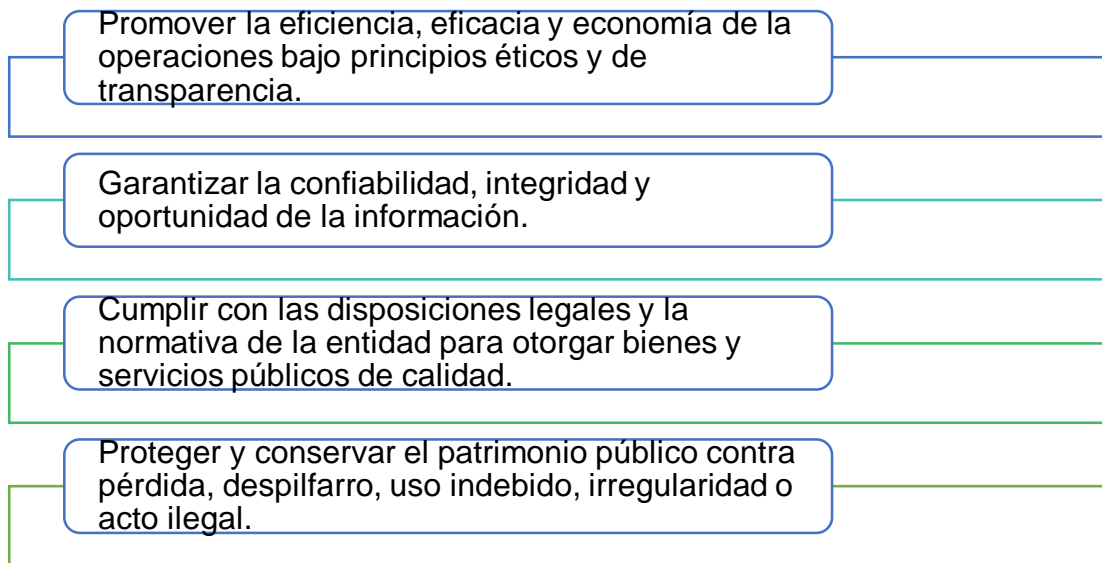 Promover la eficiencia, eficacia y economía de la
operaciones bajo principios éticos y de
transparencia.
Garantizar la confiabilidad, integridad y
oportunidad de la información.
Cumplir con las disposiciones legales y la
normativa de la entidad para otorgar bienes y
servicios públicos de calidad.
Proteger y conservar el patrimonio público contra
pérdida, despilfarro, uso indebido, irregularidad o
acto ilegal.